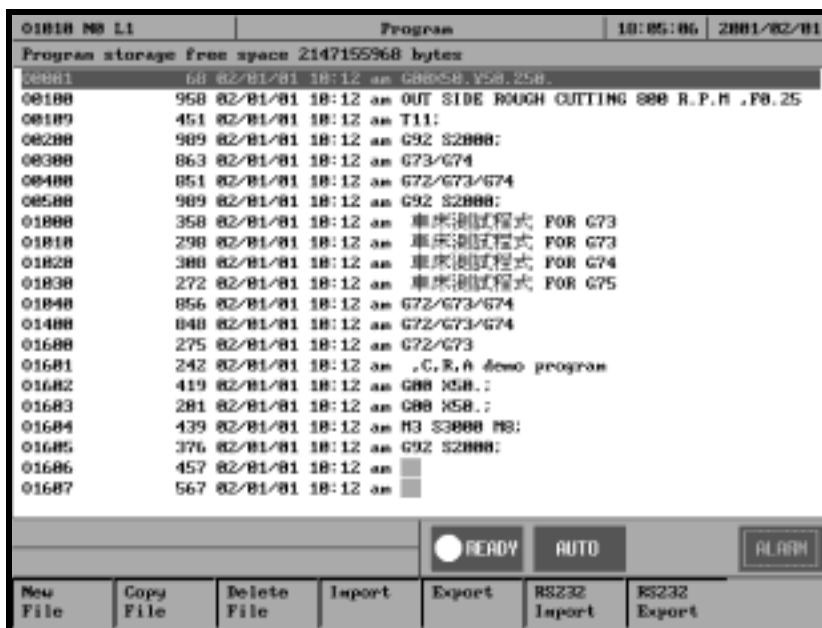 O1010 N0 L1 Program 10:05:06 2001/02/01
Program storage free space 2147155968 bytes
O0001 68 02/01/01 10:12 am G00X50.Y50.Z50.
O0100 958 02/01/01 10:12 am OUT SIDE ROUGH CUTTING 800 R.P.M ,F0.25
O0109 451 02/01/01 10:12 am T11;
O0200 989 02/01/01 10:12 am G92 S2000;
O0300 863 02/01/01 10:12 am G73/G74
O0400 851 02/01/01 10:12 am G72/G73/G74
O0500 909 02/01/01 10:12 am G92 S2000;
O1000 358 02/01/01 10:12 am 車床測試程式 FOR G73
O1010 298 02/01/01 10:12 am 車床測試程式 FOR G73
O1020 308 02/01/01 10:12 am 車床測試程式 FOR G74
O1030 272 02/01/01 10:12 am 車床測試程式 FOR G75
O1040 856 02/01/01 10:12 am G72/G73/G74
O1400 848 02/01/01 10:12 am G72/G73/G74
O1600 275 02/01/01 10:12 am G72/G73
O1601 242 02/01/01 10:12 am ,C,R,A demo program
O1602 419 02/01/01 10:12 am G00 X50.;
O1603 201 02/01/01 10:12 am G00 X50.;
O1604 439 02/01/01 10:12 am M3 S3000 M8;
O1605 376 02/01/01 10:12 am G92 S2000;
O1606 457 02/01/01 10:12 am
O1607 567 02/01/01 10:12 am
READY AUTO ALARM
New File Copy File Delete File Import Export RS232 Import RS232 Export